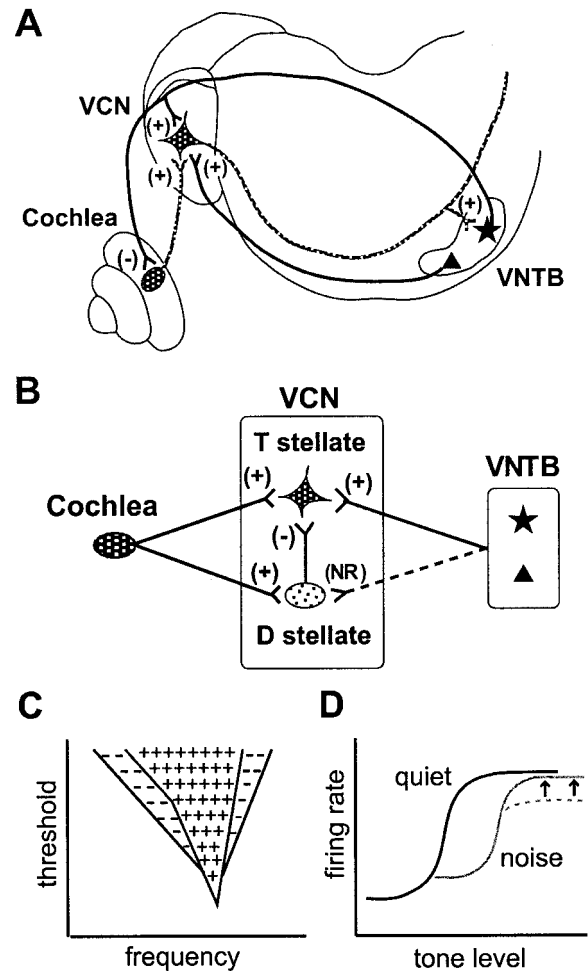 A
VCN
(+)
(+)
(+)
Cochlea
(-)
(+)
VNTB
B
VCN
T stellate
VNTB
(+)
(+)
Cochlea
(-)
(+)
(NR)
D stellate
C
D
threshold
+++++++
frequency
firing rate
quiet
noise
tone level